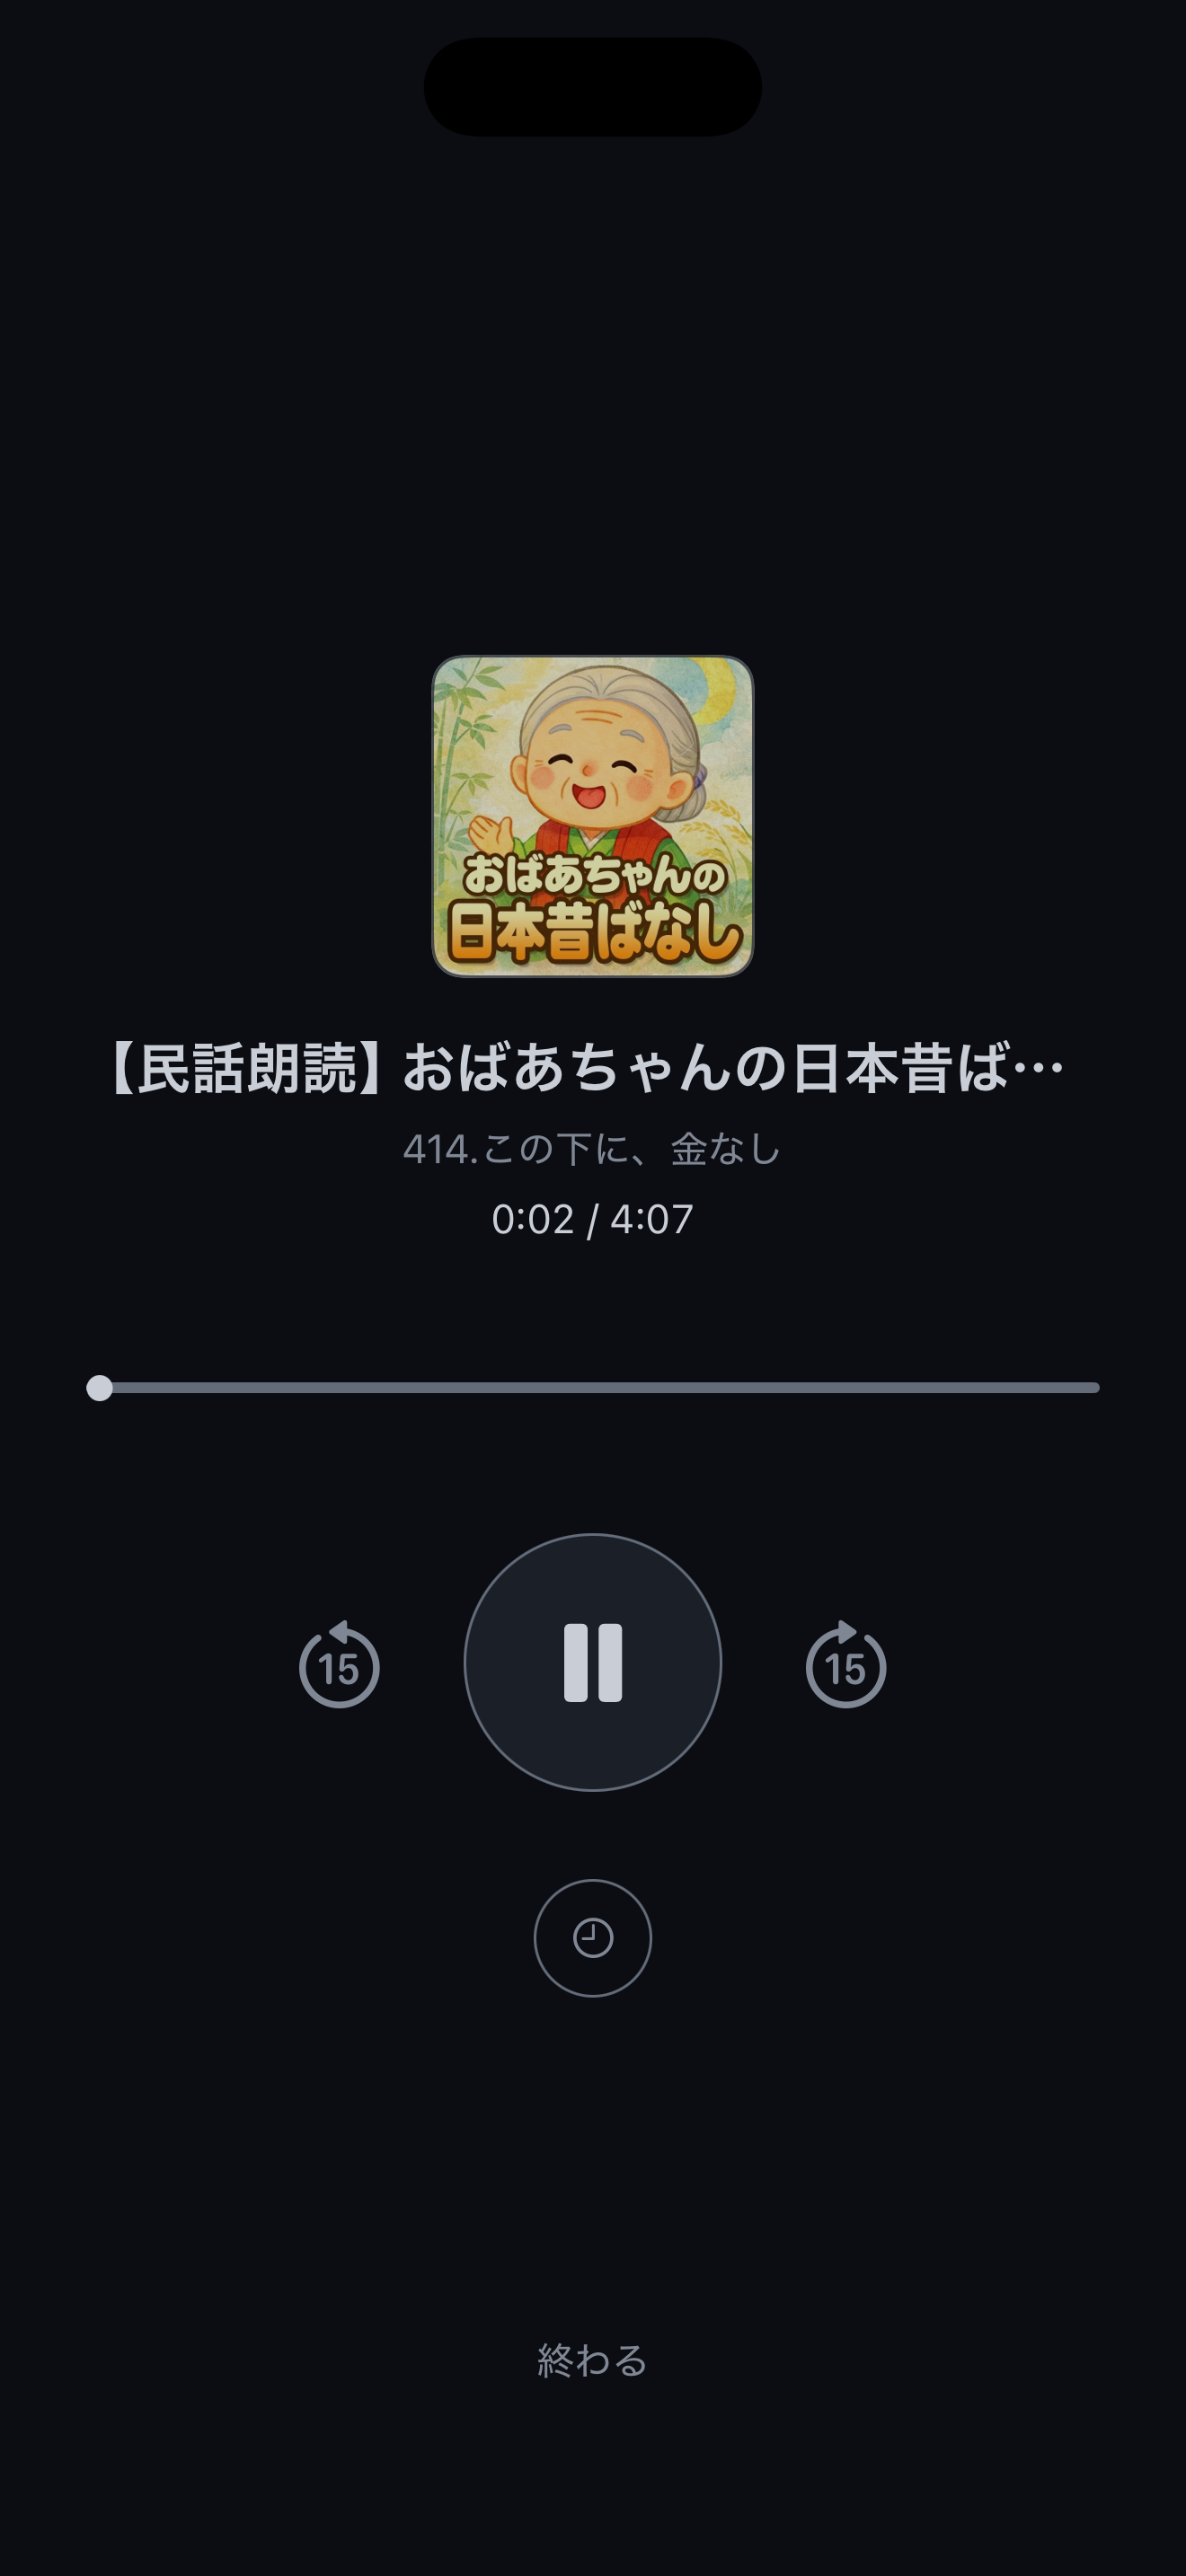 おばあちゃんの
日本昔ばなし
【民話朗読】おばあちゃんの日本昔ば…
414.この下に、金なし
0:02 / 4:07
15
15
終わる